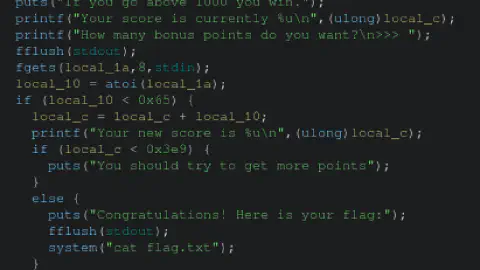 puts("If you go above 1000 you win.");
printf("Your score is currently %u\n",(ulong)local_c);
printf("How many bonus points do you want?\n>>> ");
fflush(stdout);
fgets(local_1a,8,stdin);
local_10 = atoi(local_1a);
if (local_10 < 0x65) {
local_c = local_c + local_10;
printf("Your new score is %u\n",(ulong)local_c);
if (local_c < 0x3e9) {
puts("You should try to get more points");
}
else {
puts("Congratulations! Here is your flag:");
fflush(stdout);
system("cat flag.txt");
}